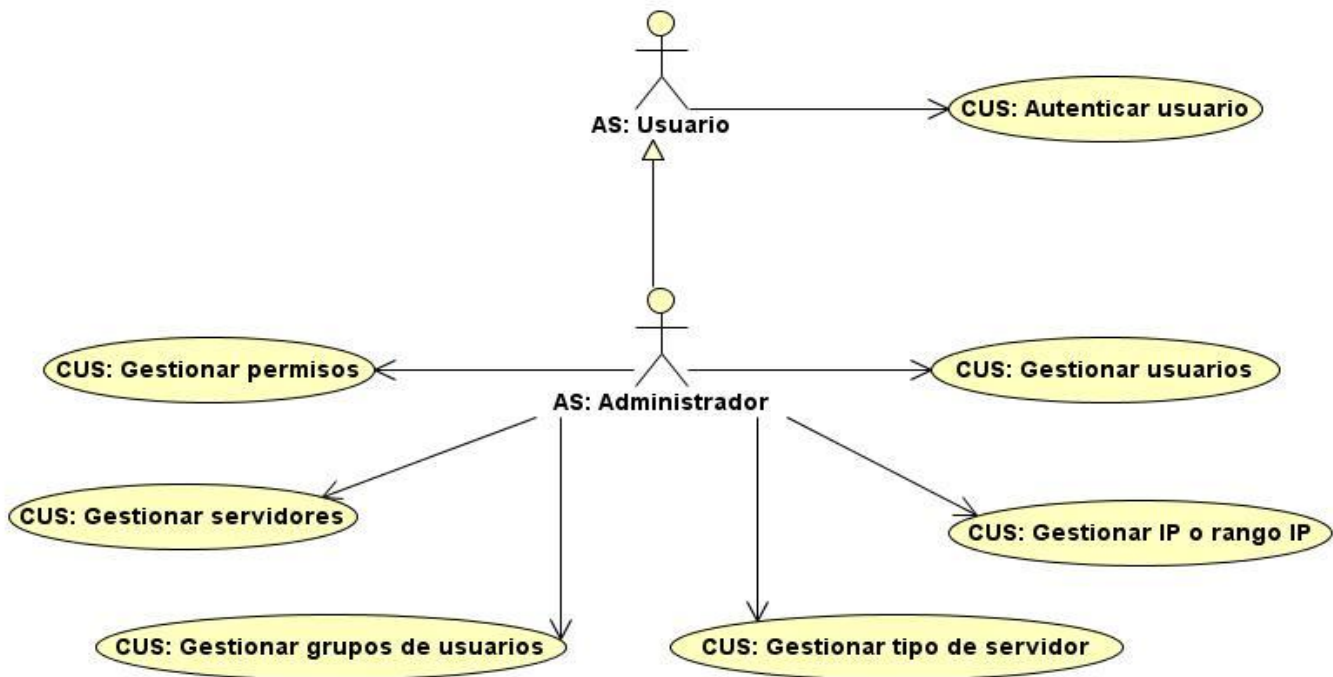 AS: Usuario
CUS: Autenticar usuario
CUS: Gestionar permisos
CUS: Gestionar usuarios
AS: Administrador
CUS: Gestionar servidores
CUS: Gestionar IP o rango IP
CUS: Gestionar grupos de usuarios
CUS: Gestionar tipo de servidor